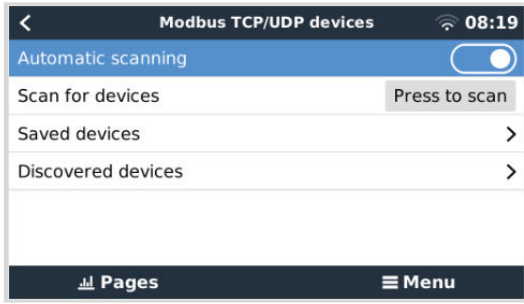 Modbus TCP/UDP devices 08:19
Automatic scanning
Scan for devices Press to scan
Saved devices
Discovered devices
Pages Menu